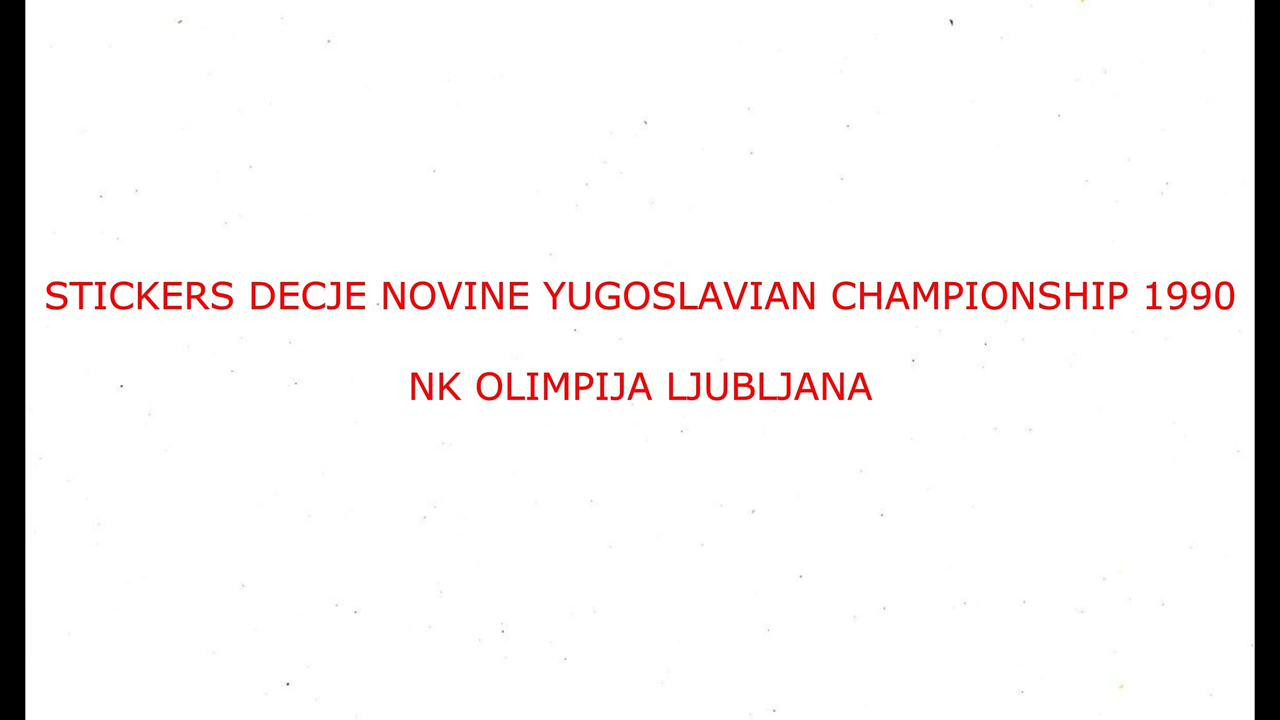 STICKERS DECJE NOVINE YUGOSLAVIAN CHAMPIONSHIP 1990
NK OLIMPIJA LJUBLJANA